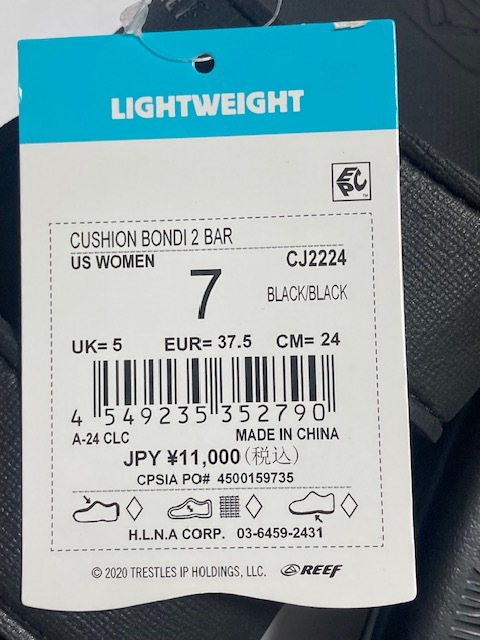 LIGHTWEIGHT
EPC
CUSHION BONDI 2 BAR
US WOMEN 7 CJ2224
BLACK/BLACK
UK= 5 EUR= 37.5 CM= 24
4 549235 352790
A-24 CLC MADE IN CHINA
JPY ¥11,000(税込)
CPSIA PO# 4500159735
H.L.N.A CORP. 03-6459-2431
© 2020 TRESTLES IP HOLDINGS, LLC. REEF